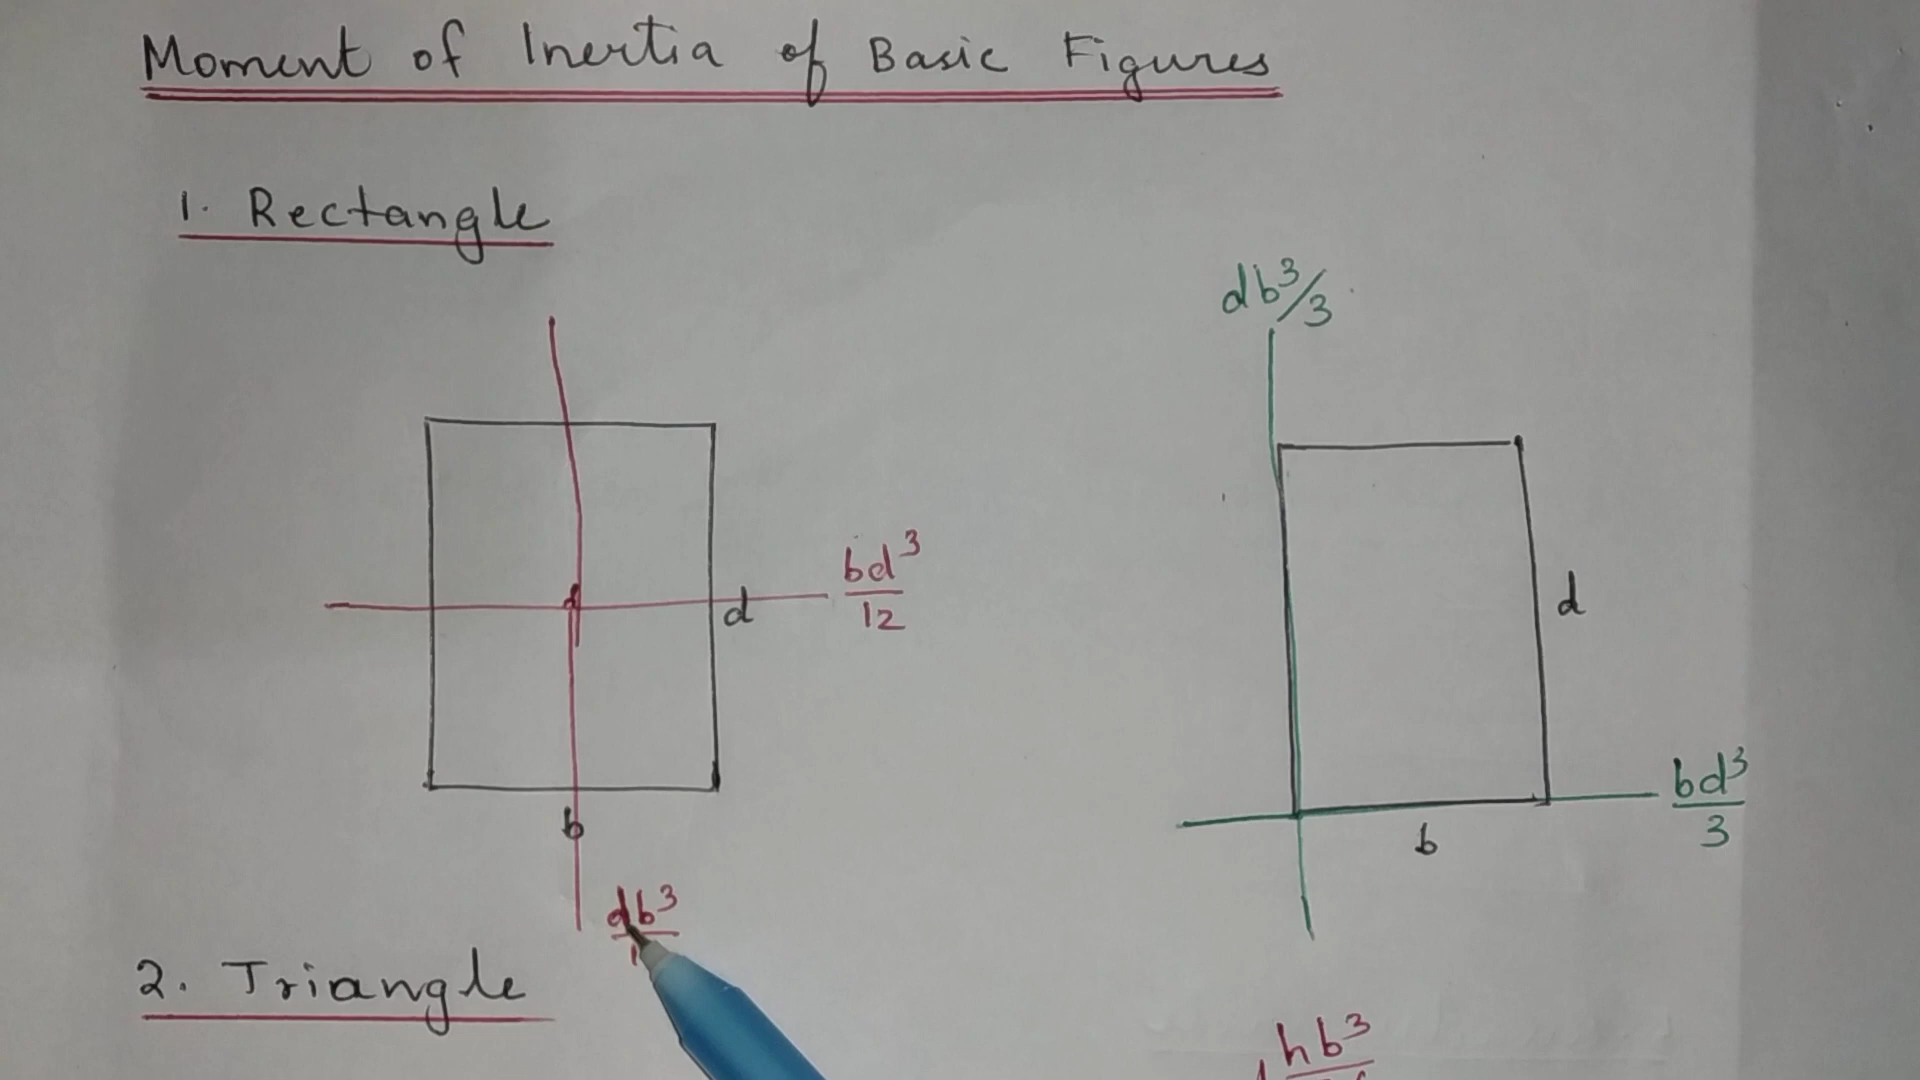 Moment of Inertia of Basic Figures
1. Rectangle
db³/3
bd³/12
d
d
bd³/3
b
b
db³
2. Triangle
hb³